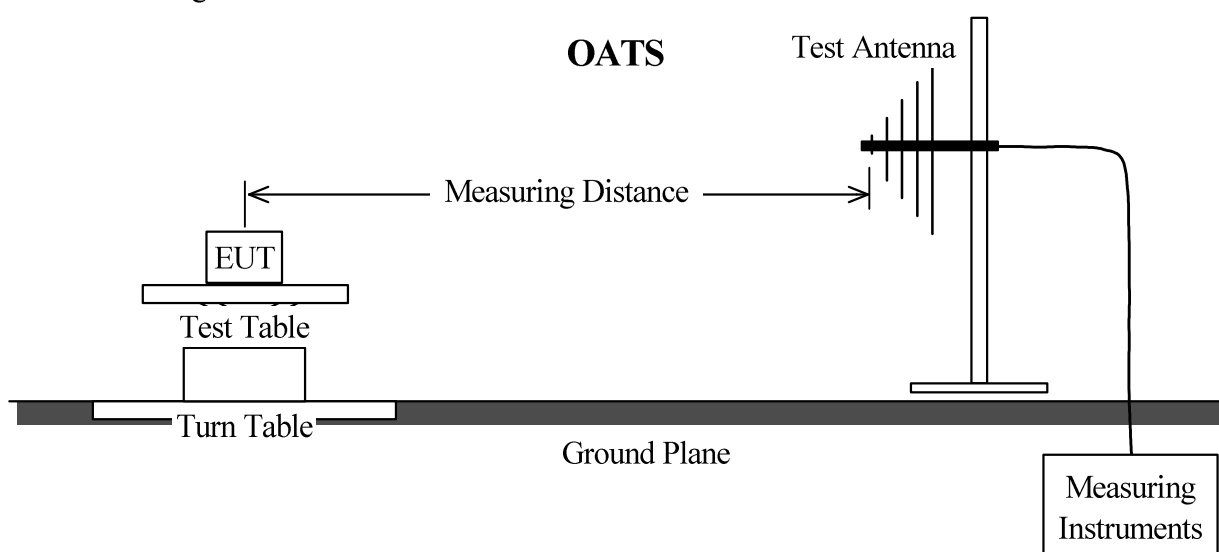 OATS
Test Antenna
Measuring Distance
EUT
Test Table
Turn Table
Ground Plane
Measuring
Instruments